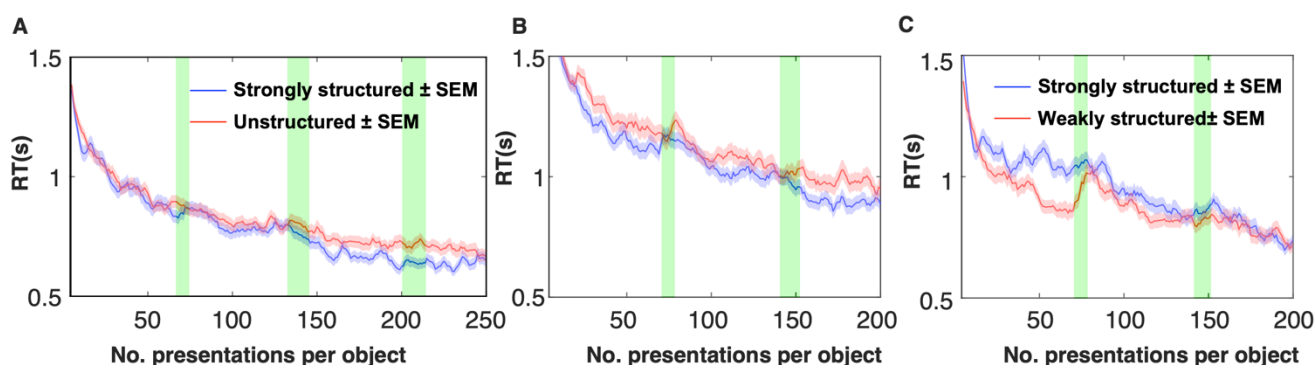 A
1.5
1
0.5
RT(s)
Strongly structured ± SEM
Unstructured ± SEM
50 100 150 200 250
No. presentations per object
B
1.5
1
0.5
RT(s)
50 100 150 200
No. presentations per object
C
1.5
1
0.5
RT(s)
Strongly structured ± SEM
Weakly structured± SEM
50 100 150 200
No. presentations per object